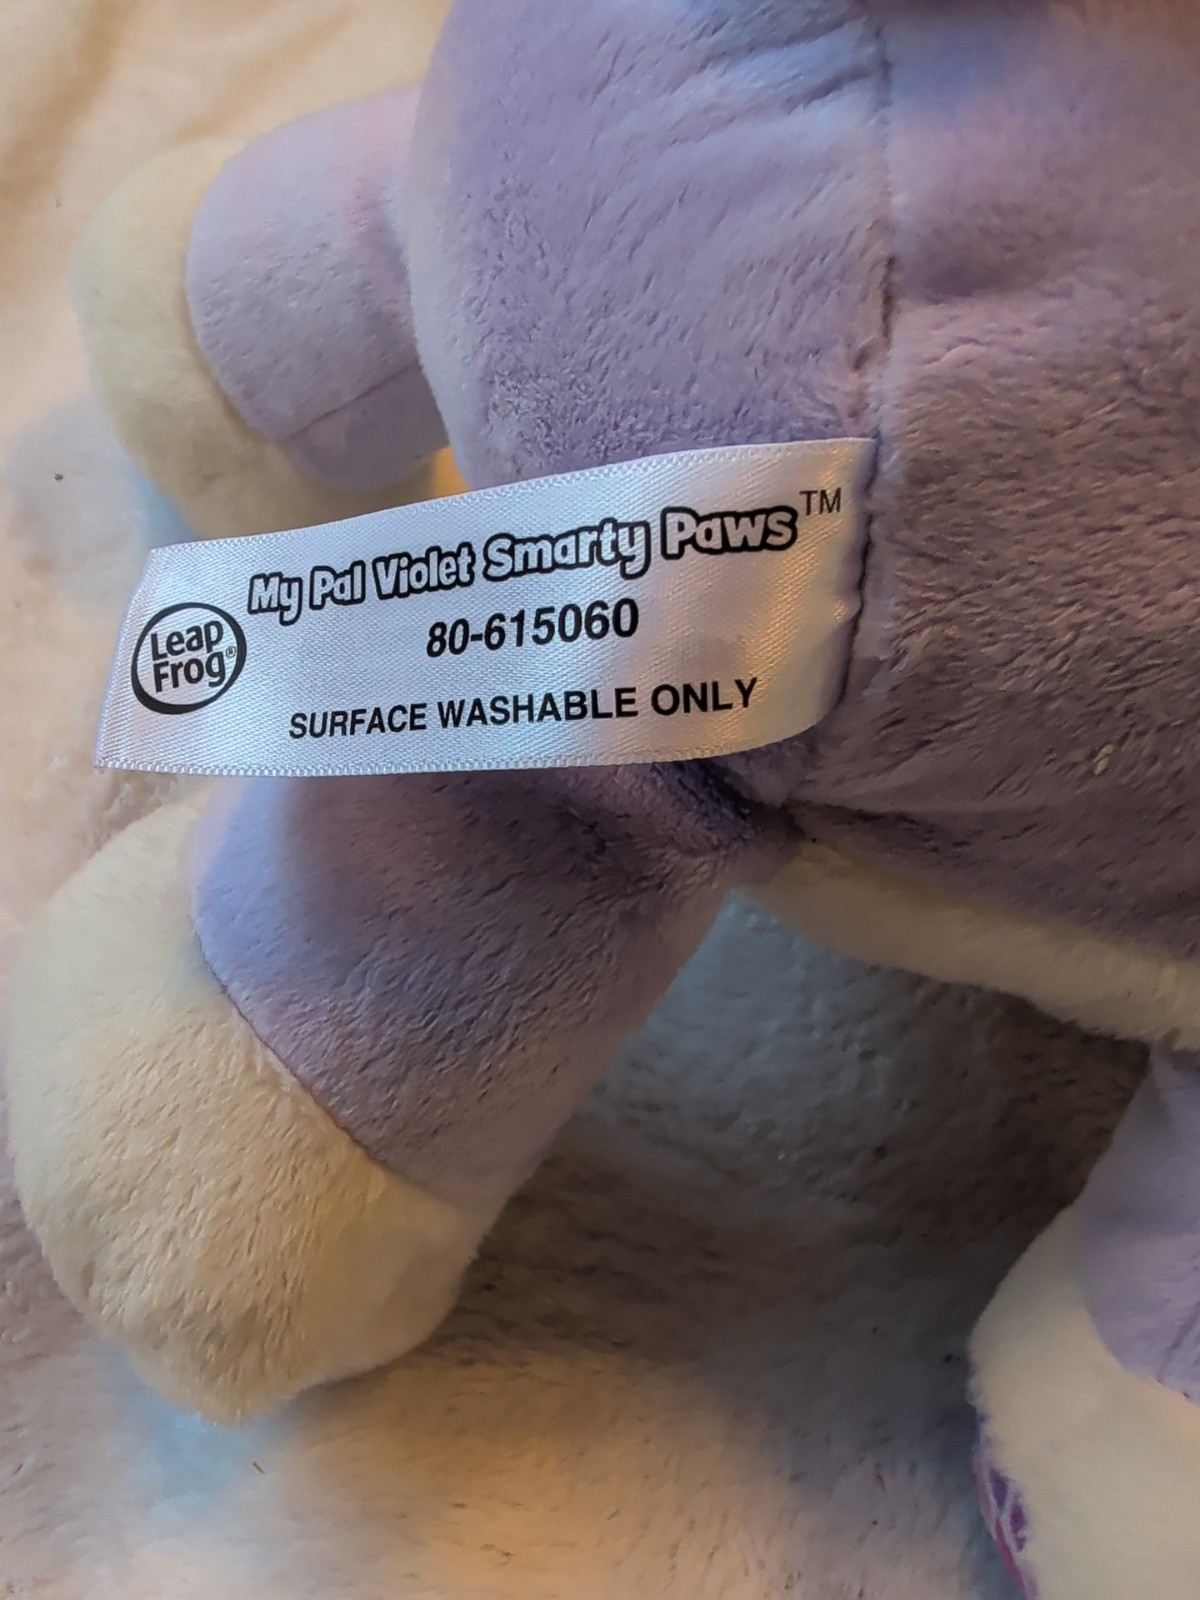 My Pal Violet Smarty Paws™
80-615060
Leap
Frog®
SURFACE WASHABLE ONLY